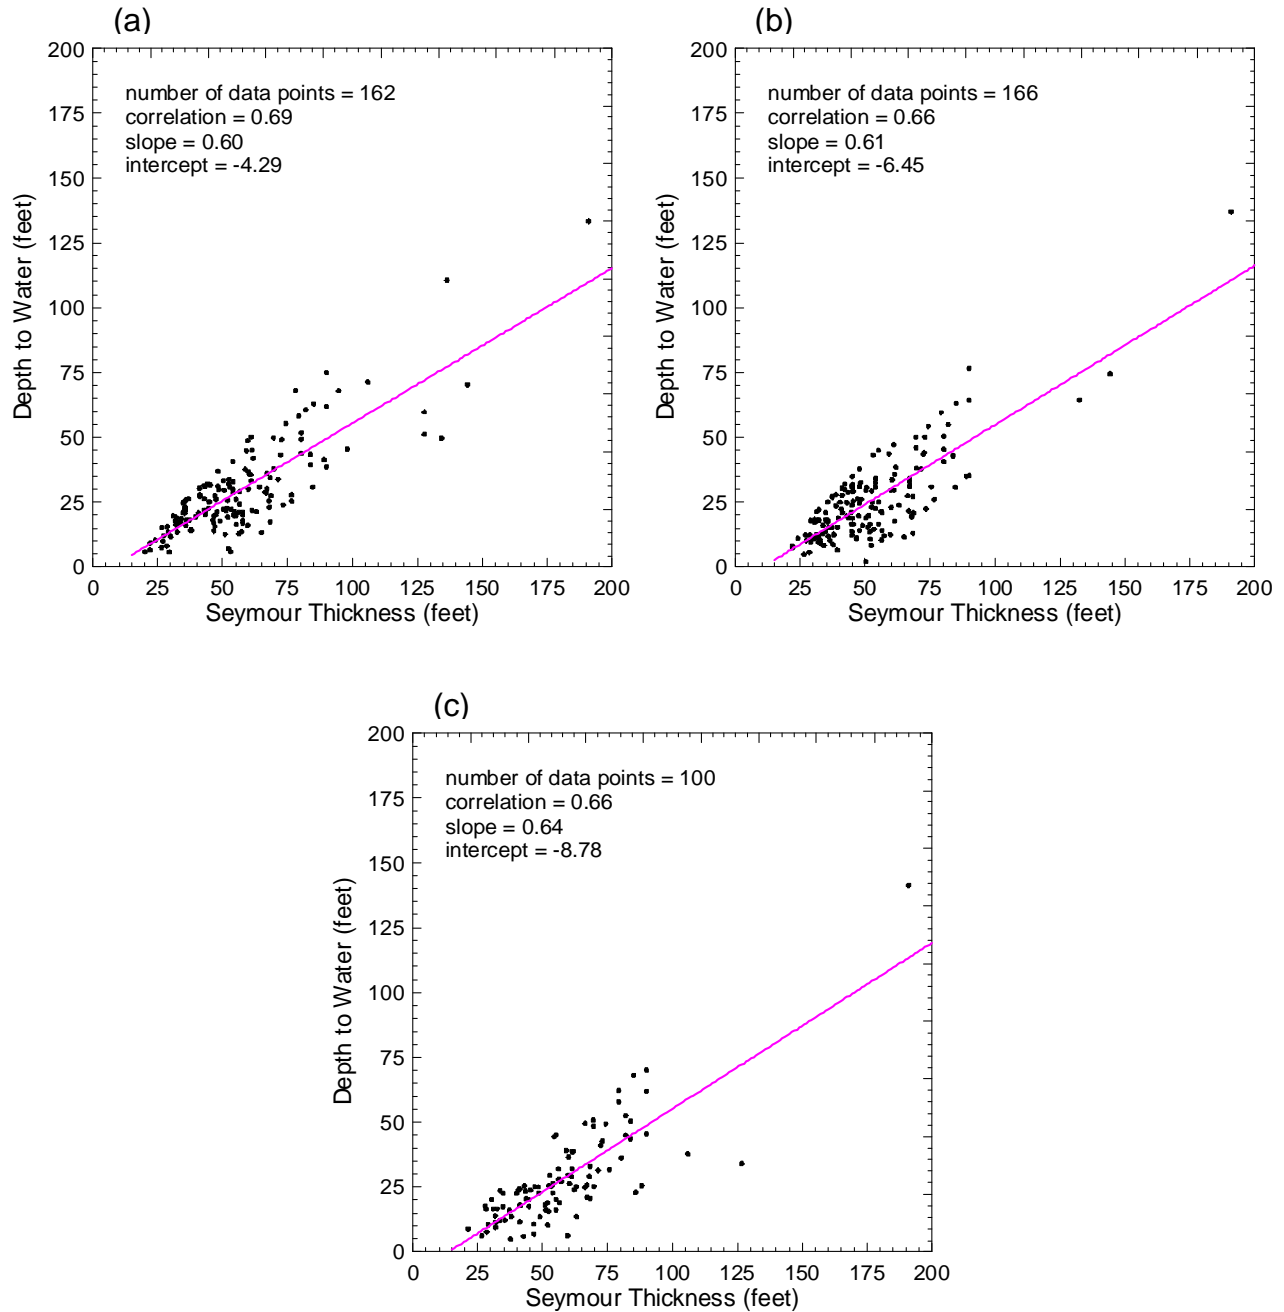 (a)
200
175
150
125
100
75
50
25
0
number of data points = 162
correlation = 0.69
slope = 0.60
intercept = -4.29
Depth to Water (feet)
0 25 50 75 100 125 150 175 200
Seymour Thickness (feet)
(b)
200
175
150
125
100
75
50
25
0
number of data points = 166
correlation = 0.66
slope = 0.61
intercept = -6.45
Depth to Water (feet)
0 25 50 75 100 125 150 175 200
Seymour Thickness (feet)
(c)
200
175
150
125
100
75
50
25
0
number of data points = 100
correlation = 0.66
slope = 0.64
intercept = -8.78
Depth to Water (feet)
0 25 50 75 100 125 150 175 200
Seymour Thickness (feet)